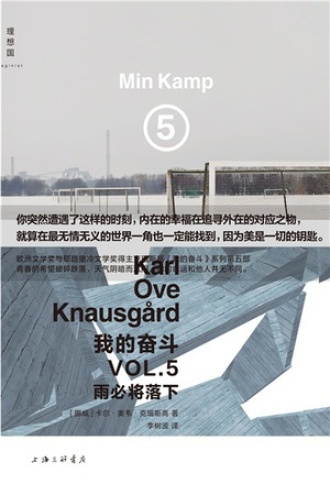 理
想
国
Min Kamp
5
你突然遭遇了这样的时刻，内在的幸福在追寻外在的对应之物，
就算在最无情无义的世界一角也一定能找到，因为美是一切的钥匙。
Karl
Ove
Knausgård
我的奋斗
VOL.5
雨必将落下
［挪威］卡尔·奥韦·克瑙斯高 著
李树波 译
上海三联书店